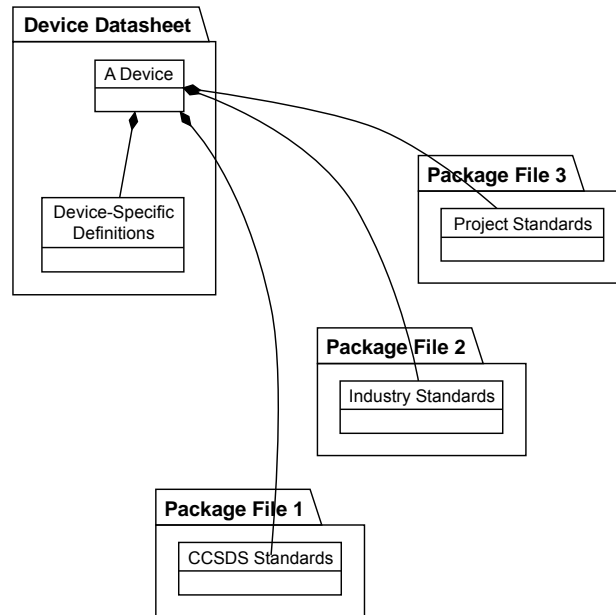 Device Datasheet
A Device
Device-Specific
Definitions
Package File 3
Project Standards
Package File 2
Industry Standards
Package File 1
CCSDS Standards